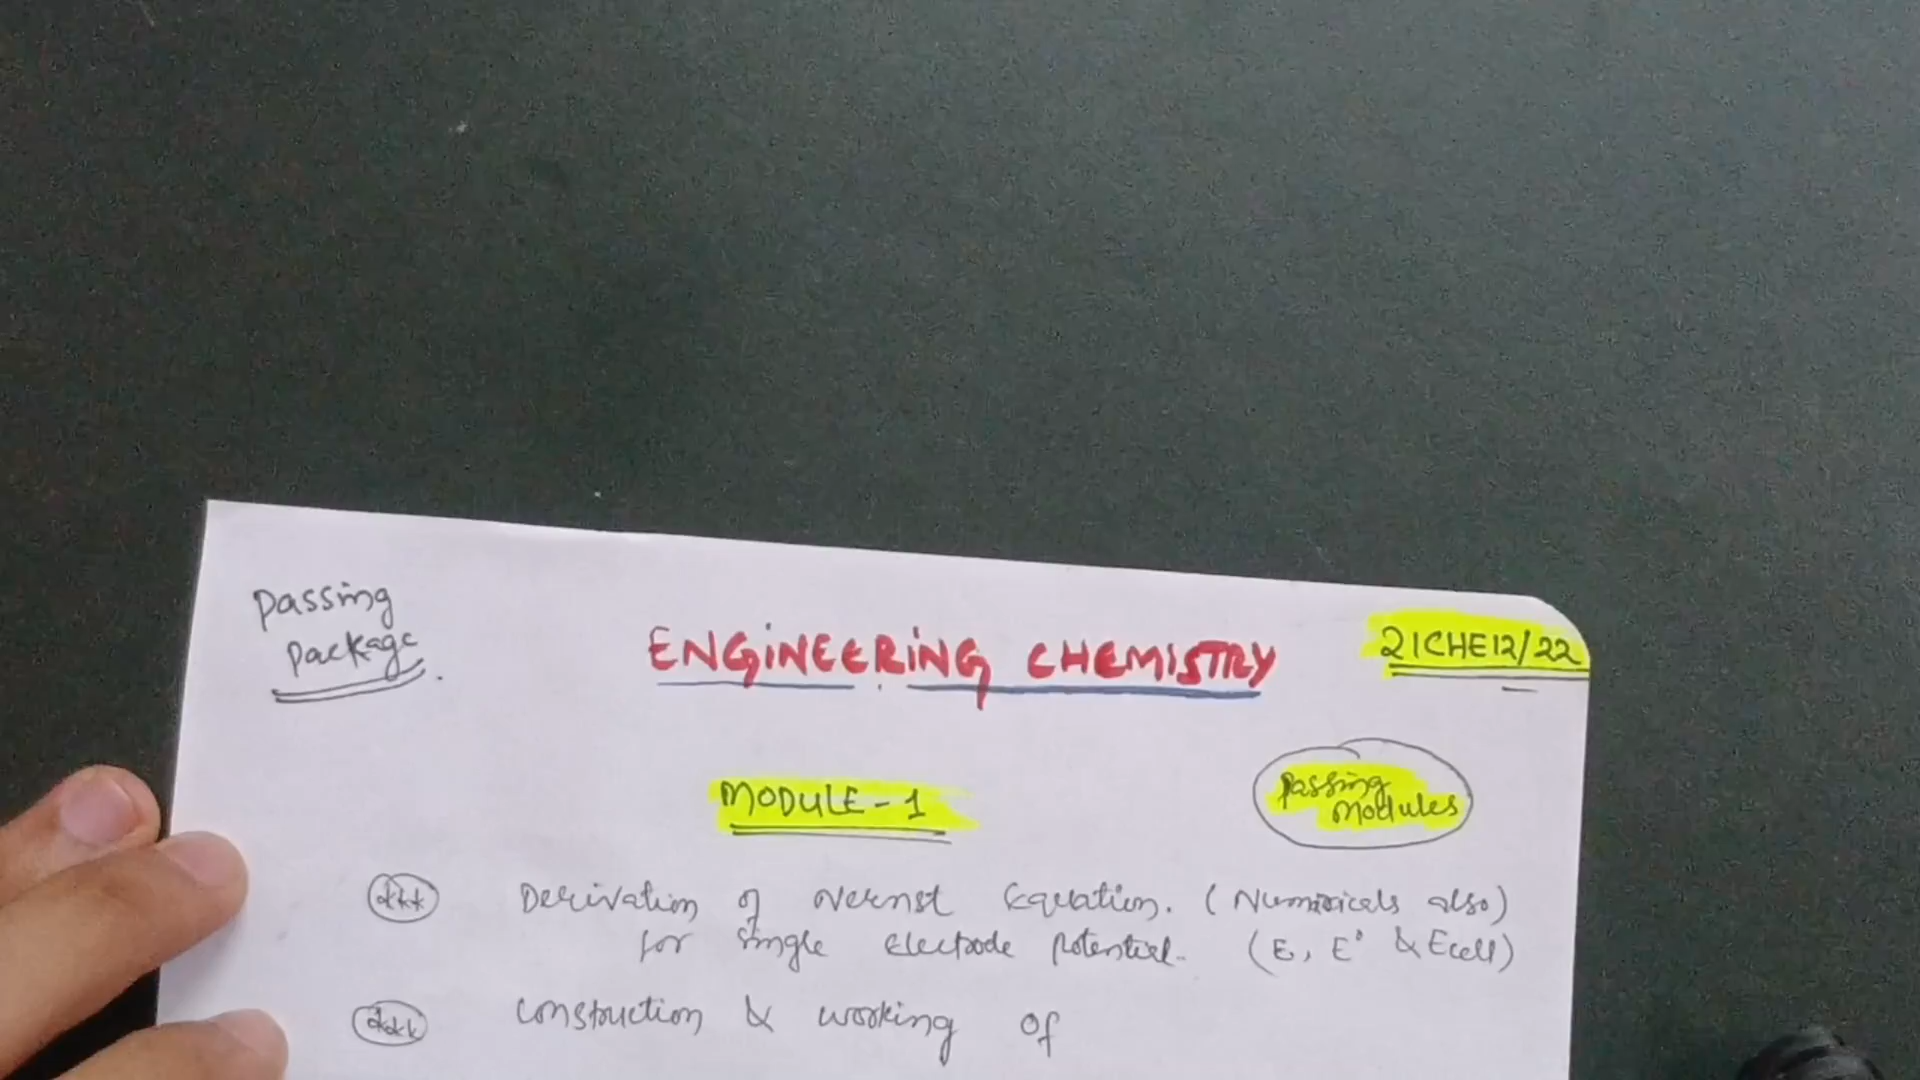 Passing
Package.
ENGINEERING CHEMISTRY
21CHE12/22
MODULE-1
Passing
Modules
*** Derivation of Nernst Equation. (Numericals also)
for single electrode potential. (E, E° & Ecell)
*** construction & working of